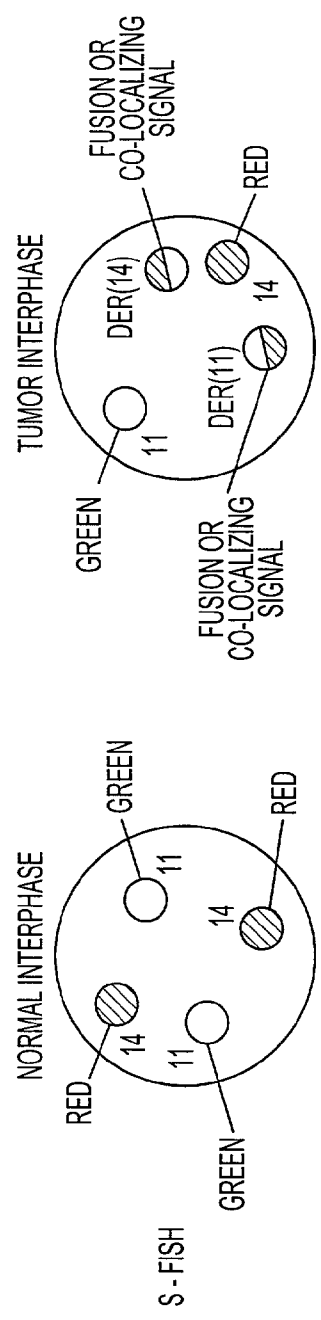 S - FISH
NORMAL INTERPHASE
RED
14
11
GREEN
GREEN
11
14
RED
TUMOR INTERPHASE
GREEN
11
DER(14)
FUSION OR
CO-LOCALIZING
SIGNAL
RED
14
DER(11)
FUSION OR
CO-LOCALIZING
SIGNAL